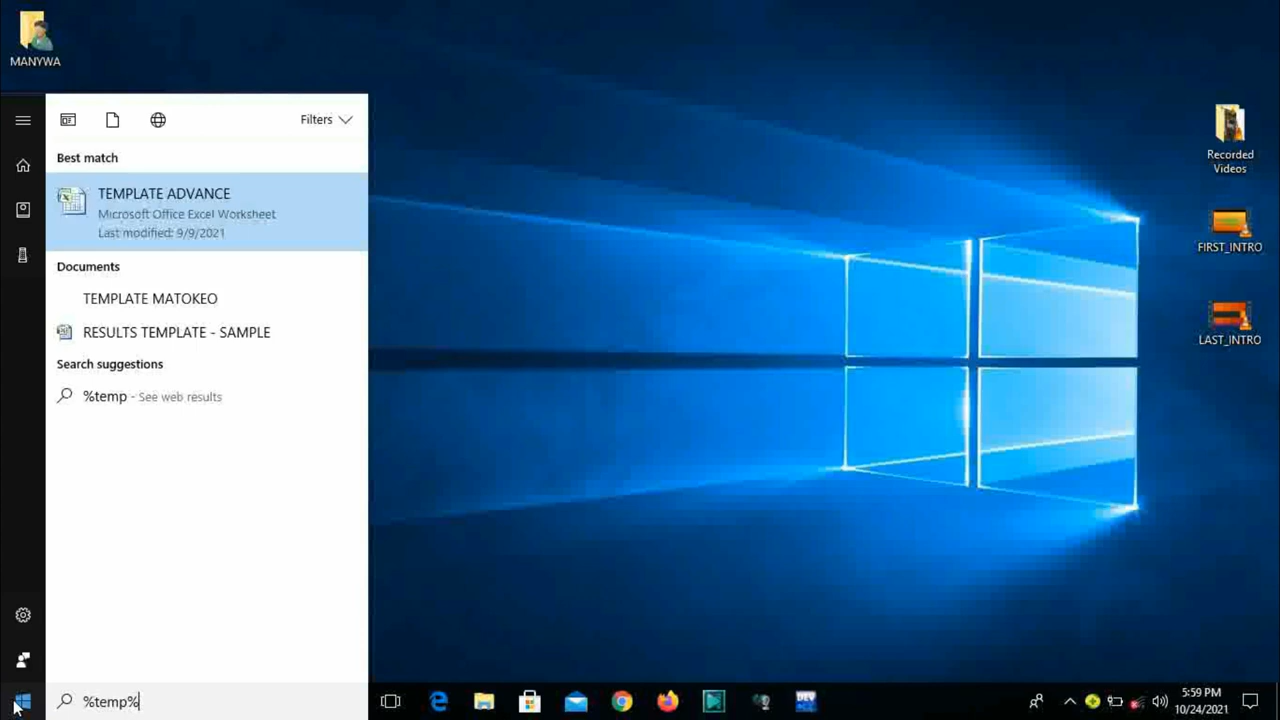 MANYWA
Filters
Best match
TEMPLATE ADVANCE
Microsoft Office Excel Worksheet
Last modified: 9/9/2021
Documents
TEMPLATE MATOKEO
RESULTS TEMPLATE - SAMPLE
Search suggestions
%temp - See web results
%temp%
Recorded
Videos
FIRST_INTRO
LAST_INTRO
DEV
5:59 PM
10/24/2021